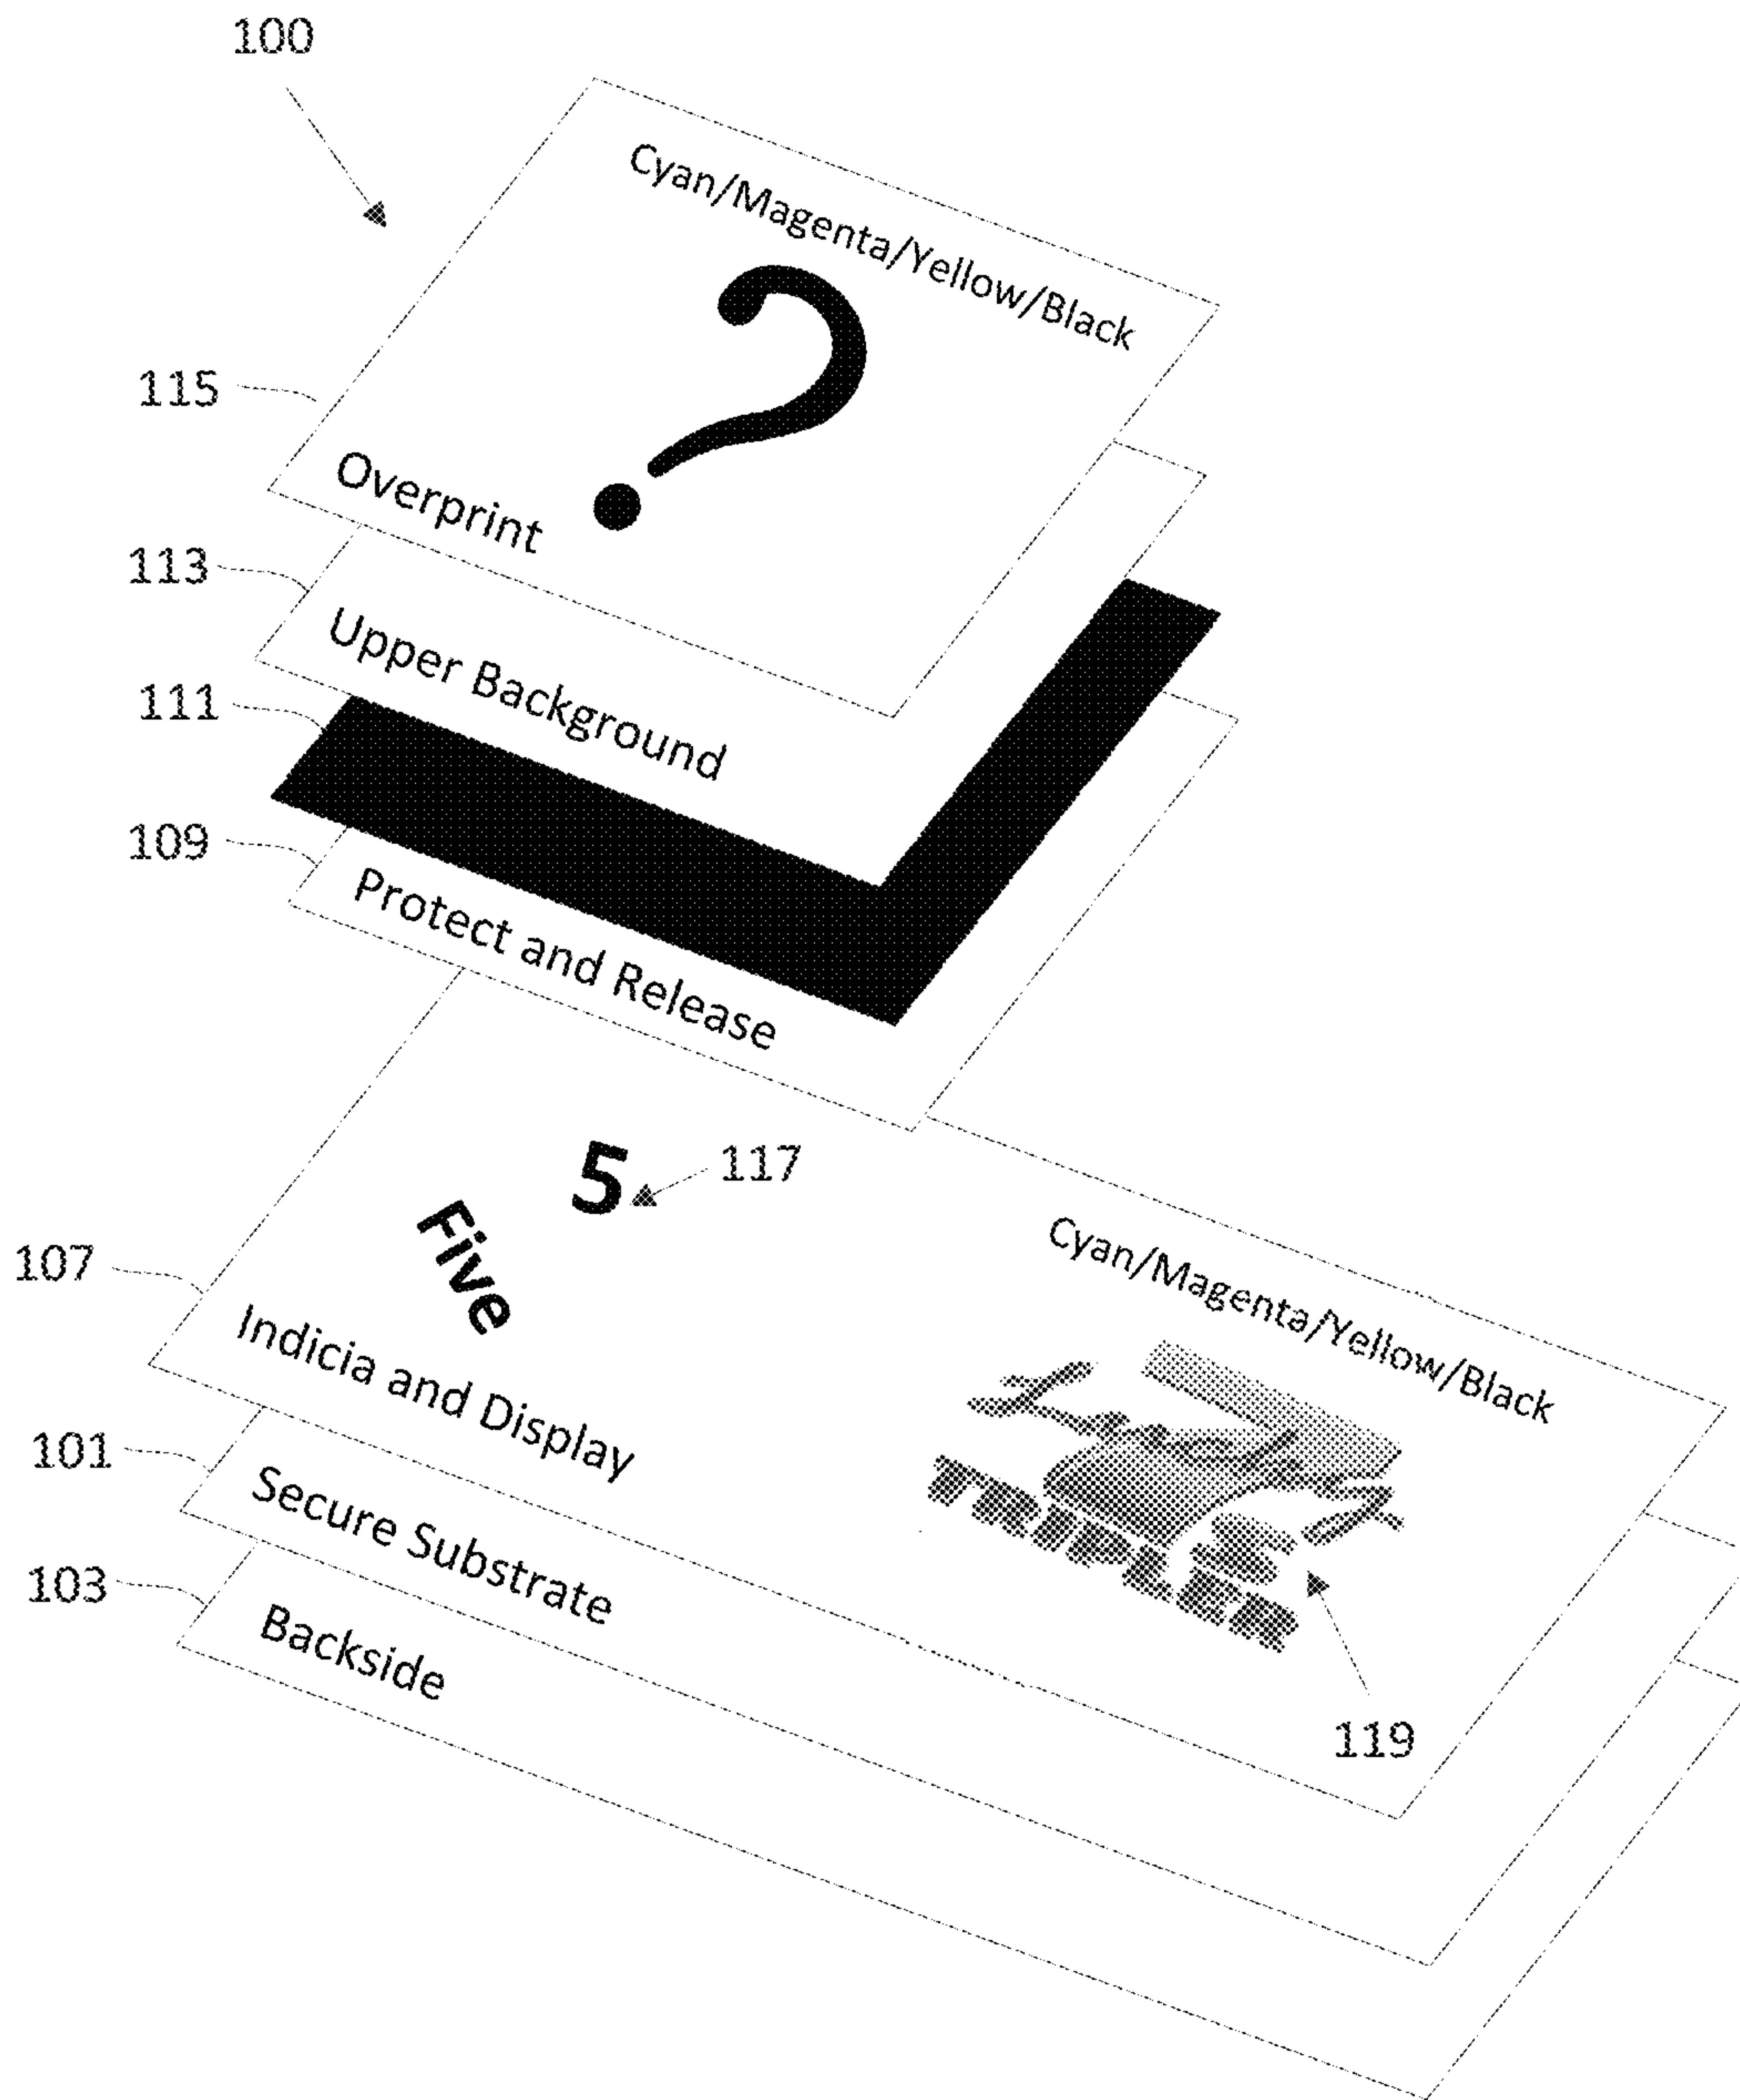 100
Cyan/Magenta/Yellow/Black
115
Overprint
113
Upper Background
111
109
Protect and Release
5
117
Five
107
Indicia and Display
Cyan/Magenta/Yellow/Black
101
Secure Substrate
TRIPLER
103
Backside
119